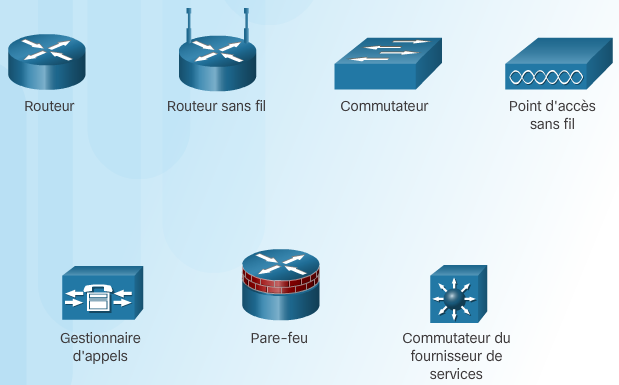 Routeur
Routeur sans fil
Commutateur
Point d'accès
sans fil
Gestionnaire
d'appels
Pare-feu
Commutateur du
fournisseur de
services